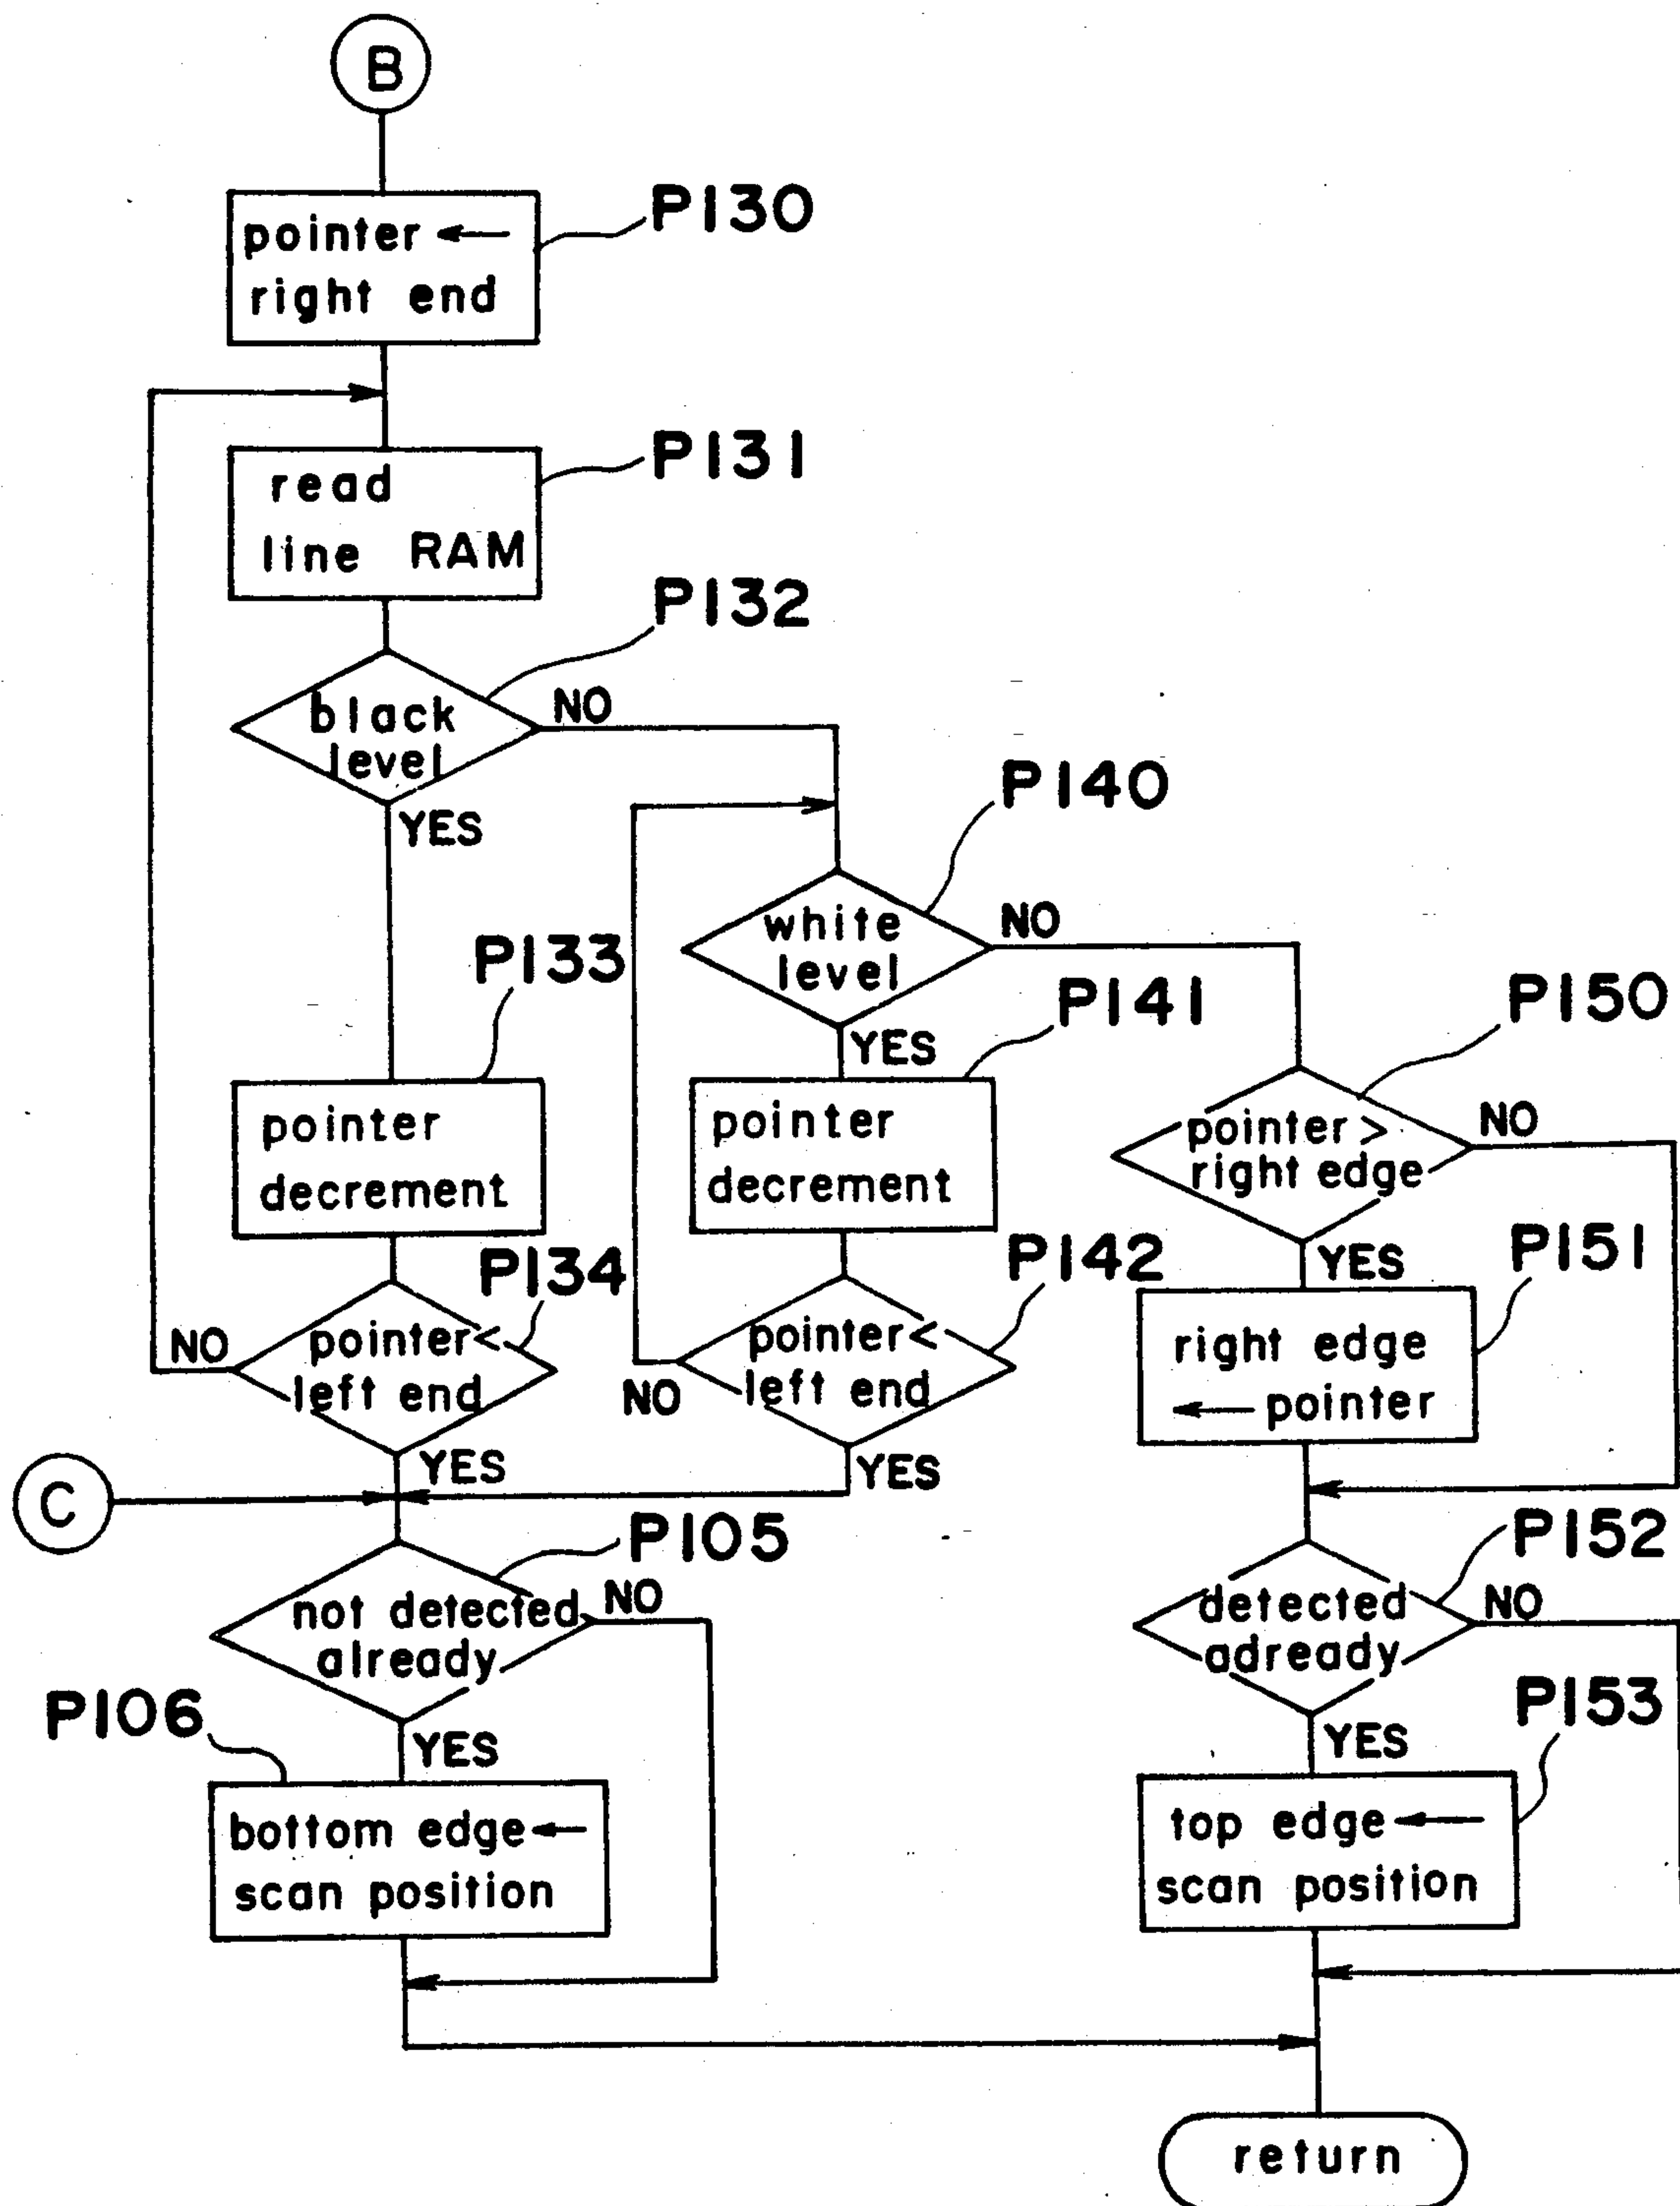 B
P130
pointer ←
right end
P131
read
line RAM
P132
black
level
NO
YES
P140
white
level
NO
YES
P133
pointer
decrement
P141
pointer
decrement
P150
pointer >
right edge
NO
YES
P134
pointer <
left end
NO
YES
P142
pointer <
left end
NO
YES
P151
right edge
← pointer
C
P105
not detected
already
NO
YES
P152
detected
adready
NO
YES
P106
bottom edge ←
scan position
P153
top edge ←
scan position
return